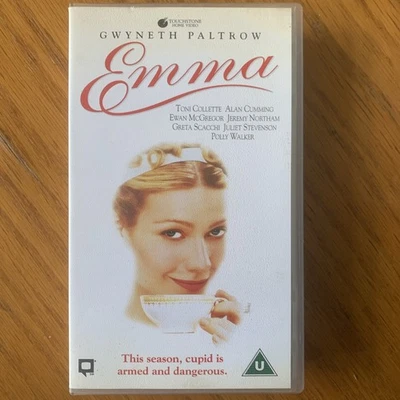 TOUCHSTONE
HOME VIDEO
GWYNETH PALTROW
Emma
TONI COLLETTE ALAN CUMMING
EWAN MCGREGOR JEREMY NORTHAM
GRETA SCACCHI JULIET STEVENSON
POLLY WALKER
This season, cupid is
armed and dangerous.
U